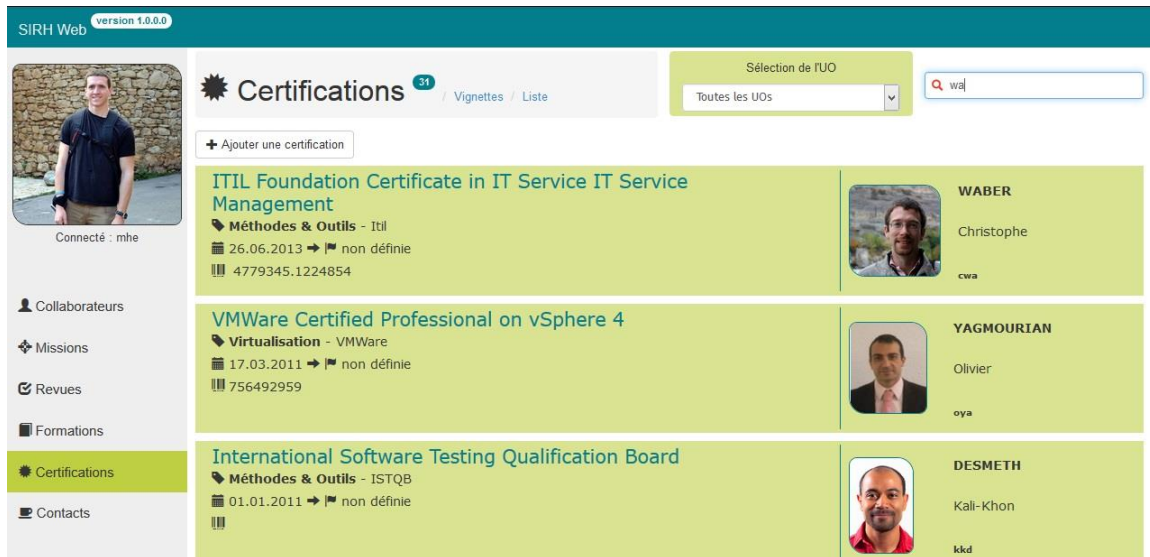 SIRH Web version 1.0.0.0
Connecté : mhe
Collaborateurs
Missions
Revues
Formations
Certifications
Contacts
Certifications 31 / Vignettes / Liste
Sélection de l'UO
Toutes les UOs
wa
Ajouter une certification
ITIL Foundation Certificate in IT Service IT Service
Management
Méthodes & Outils - Itil
26.06.2013 non définie
4779345.1224854
WABER
Christophe
cwa
VMWare Certified Professional on vSphere 4
Virtualisation - VMWare
17.03.2011 non définie
756492959
YAGMOURIAN
Olivier
oya
International Software Testing Qualification Board
Méthodes & Outils - ISTQB
01.01.2011 non définie
DESMETH
Kali-Khon
kkd